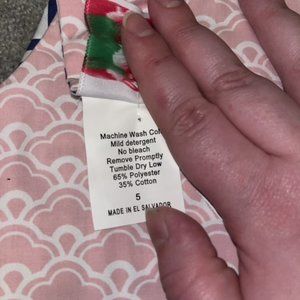 Machine Wash Col
Mild detergent
No bleach
Remove Promptly
Tumble Dry Low
65% Polyester
35% Cotton
5
MADE IN EL SALVADOR